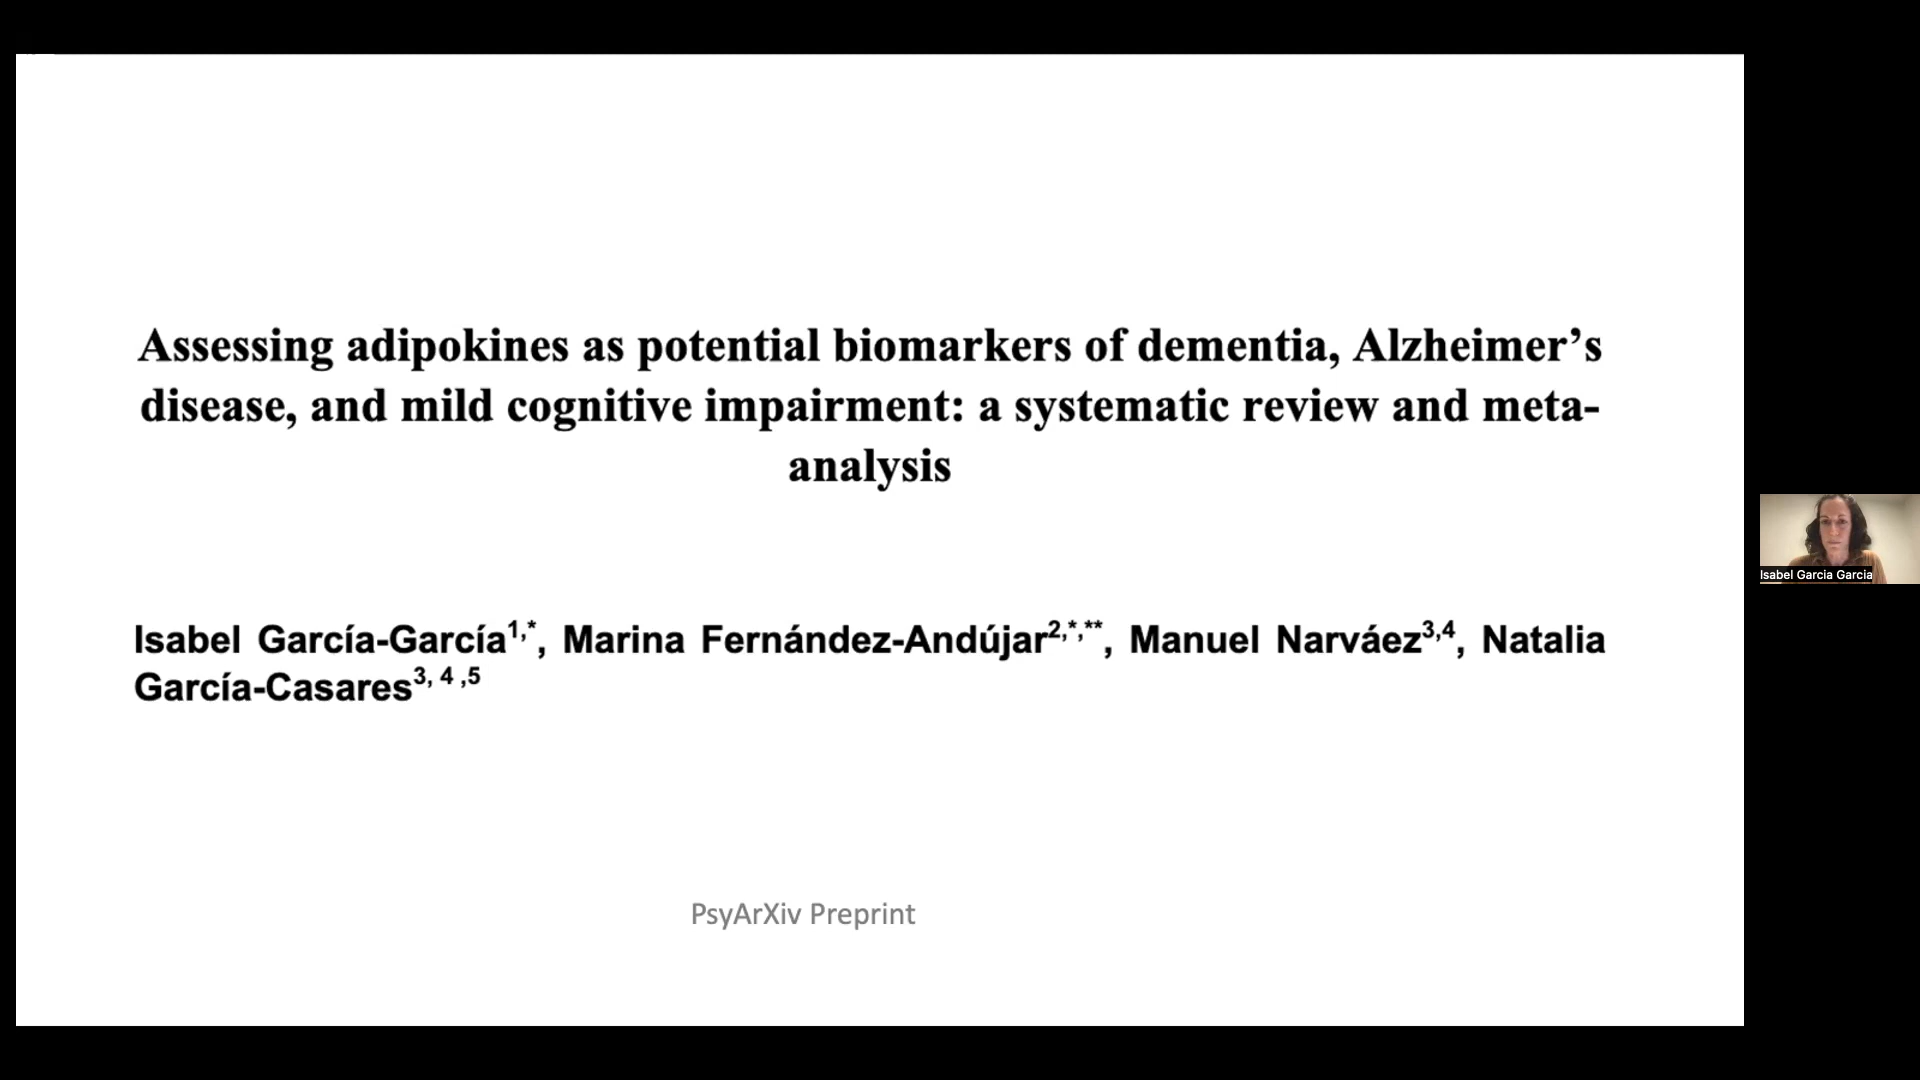 Assessing adipokines as potential biomarkers of dementia, Alzheimer’s
disease, and mild cognitive impairment: a systematic review and meta-
analysis
Isabel García-García1,*, Marina Fernández-Andújar2,*,**, Manuel Narváez3,4, Natalia
García-Casares3, 4 ,5
PsyArXiv Preprint
Isabel Garcia Garcia